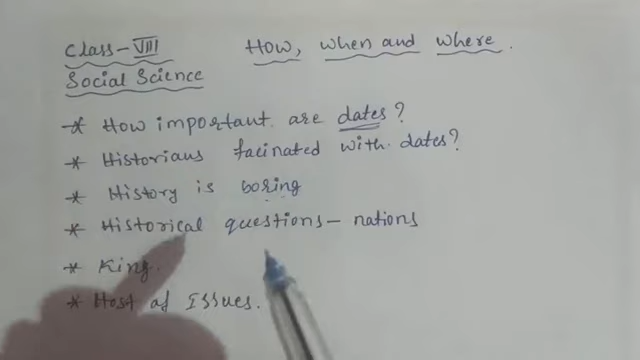 Class-VIII How, when and where.
Social Science
* How important are dates?
* Historians facinated with dates?
* History is boring
* Historical questions - nations
* King.
* Host of Issues.